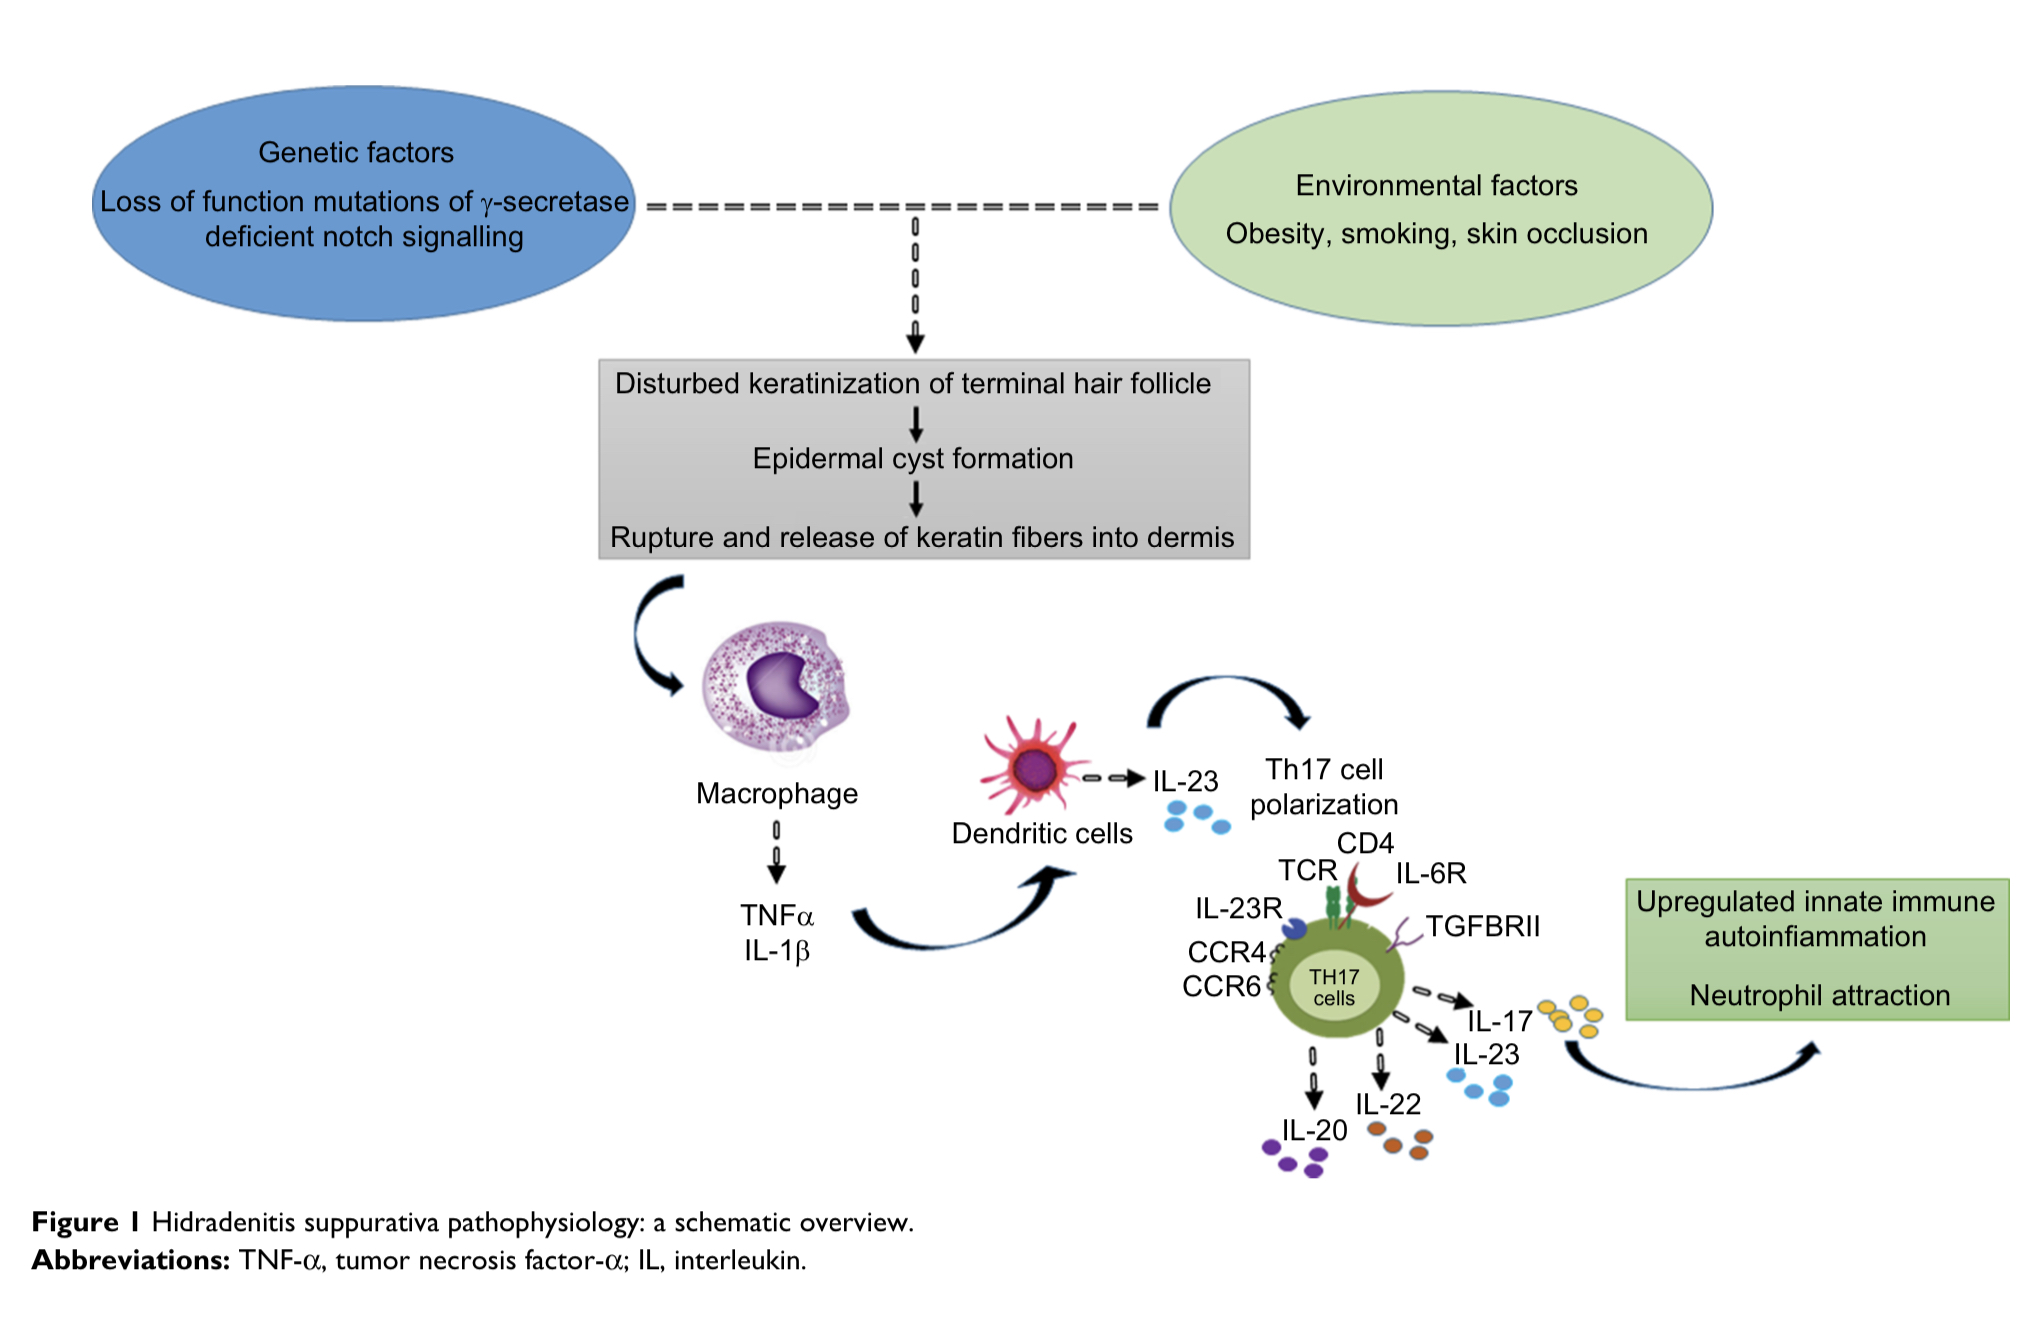 Genetic factors
Loss of function mutations of γ-secretase
deficient notch signalling
Environmental factors
Obesity, smoking, skin occlusion
Disturbed keratinization of terminal hair follicle
Epidermal cyst formation
Rupture and release of keratin fibers into dermis
Macrophage
TNFα
IL-1β
Dendritic cells
IL-23
Th17 cell
polarization
CD4
TCR
IL-6R
IL-23R
TGFBRII
CCR4
CCR6
TH17
cells
IL-17
IL-23
IL-22
IL-20
Upregulated innate immune
autoinfiammation
Neutrophil attraction
Figure 1 Hidradenitis suppurativa pathophysiology: a schematic overview.
Abbreviations: TNF-α, tumor necrosis factor-α; IL, interleukin.